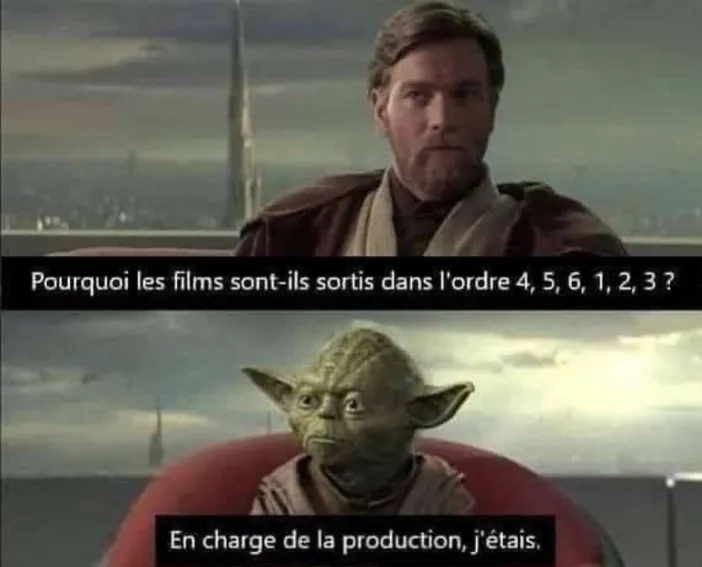 Pourquoi les films sont-ils sortis dans l'ordre 4, 5, 6, 1, 2, 3 ?
En charge de la production, j'étais.